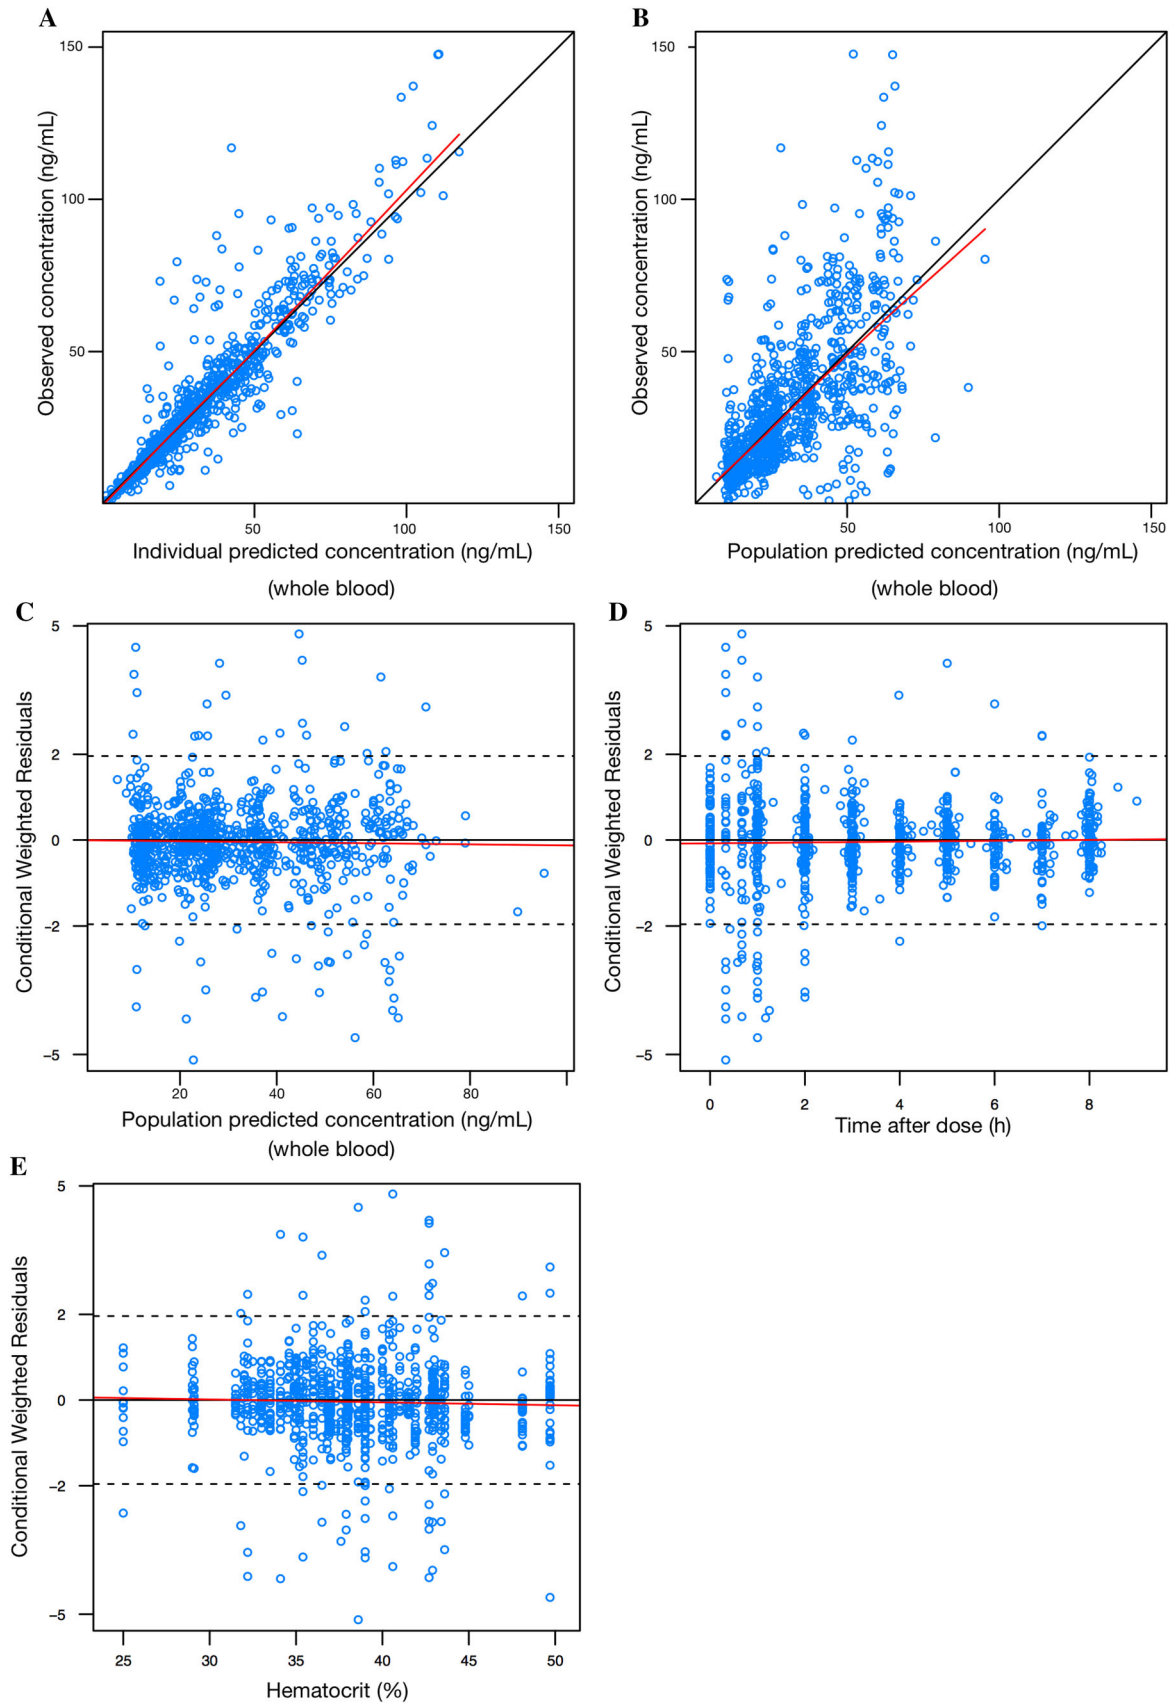 A
150
100
50
Observed concentration (ng/mL)
50
100
150
Individual predicted concentration (ng/mL)
(whole blood)
B
150
100
50
Observed concentration (ng/mL)
50
100
150
Population predicted concentration (ng/mL)
(whole blood)
C
5
2
0
−2
−5
Conditional Weighted Residuals
20
40
60
80
Population predicted concentration (ng/mL)
(whole blood)
D
5
2
0
−2
−5
Conditional Weighted Residuals
0
2
4
6
8
Time after dose (h)
E
5
2
0
−2
−5
Conditional Weighted Residuals
25
30
35
40
45
50
Hematocrit (%)